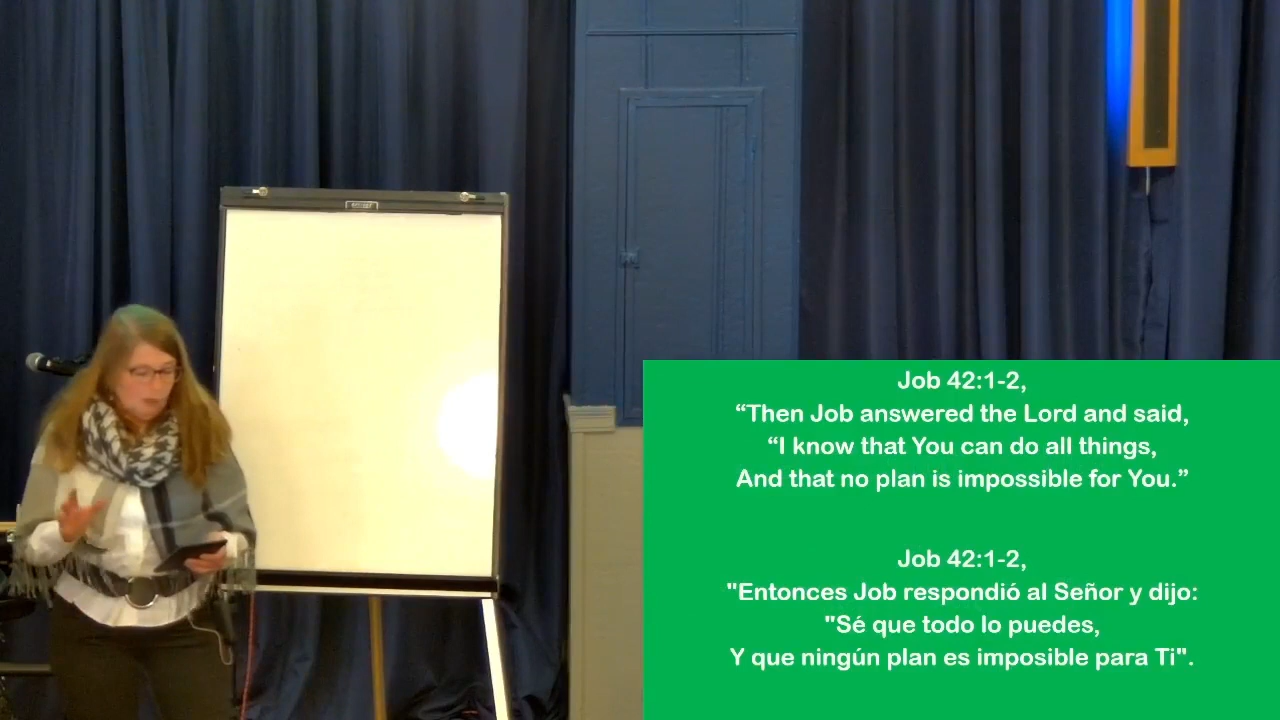 Job 42:1-2,
“Then Job answered the Lord and said,
“I know that You can do all things,
And that no plan is impossible for You.”
Job 42:1-2,
"Entonces Job respondió al Señor y dijo:
"Sé que todo lo puedes,
Y que ningún plan es imposible para Ti".